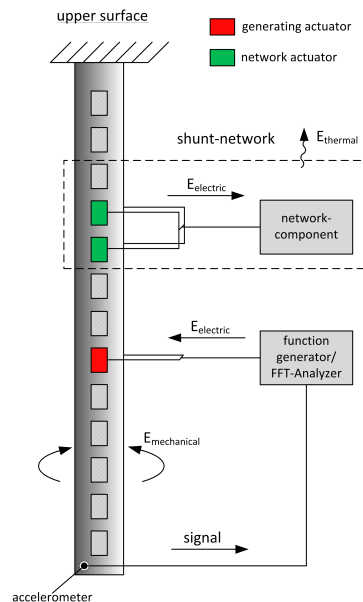 upper surface
generating actuator
network actuator
shunt-network
E_thermal
E_electric
network-
component
E_electric
function
generator/
FFT-Analyzer
E_mechanical
signal
accelerometer